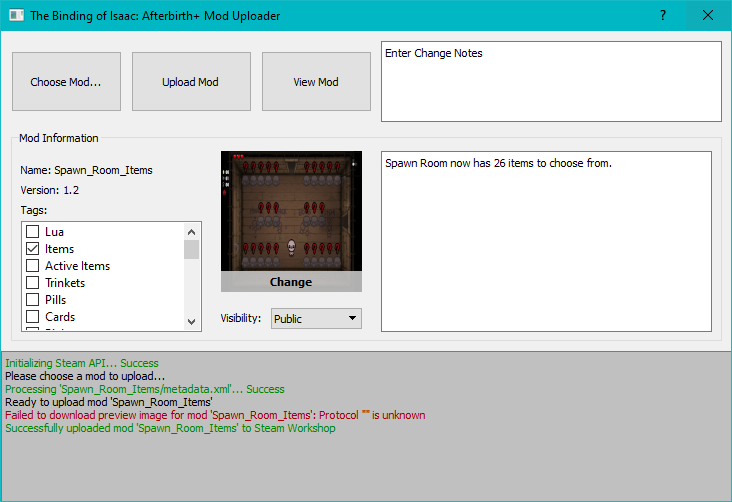 The Binding of Isaac: Afterbirth+ Mod Uploader
?
Choose Mod...
Upload Mod
View Mod
Enter Change Notes
Mod Information
Name: Spawn_Room_Items
Version: 1.2
Tags:
Lua
Items
Active Items
Trinkets
Pills
Cards
Change
Visibility:
Public
Spawn Room now has 26 items to choose from.
Initializing Steam API... Success
Please choose a mod to upload...
Processing 'Spawn_Room_Items/metadata.xml'... Success
Ready to upload mod 'Spawn_Room_Items'
Failed to download preview image for mod 'Spawn_Room_Items': Protocol "" is unknown
Successfully uploaded mod 'Spawn_Room_Items' to Steam Workshop